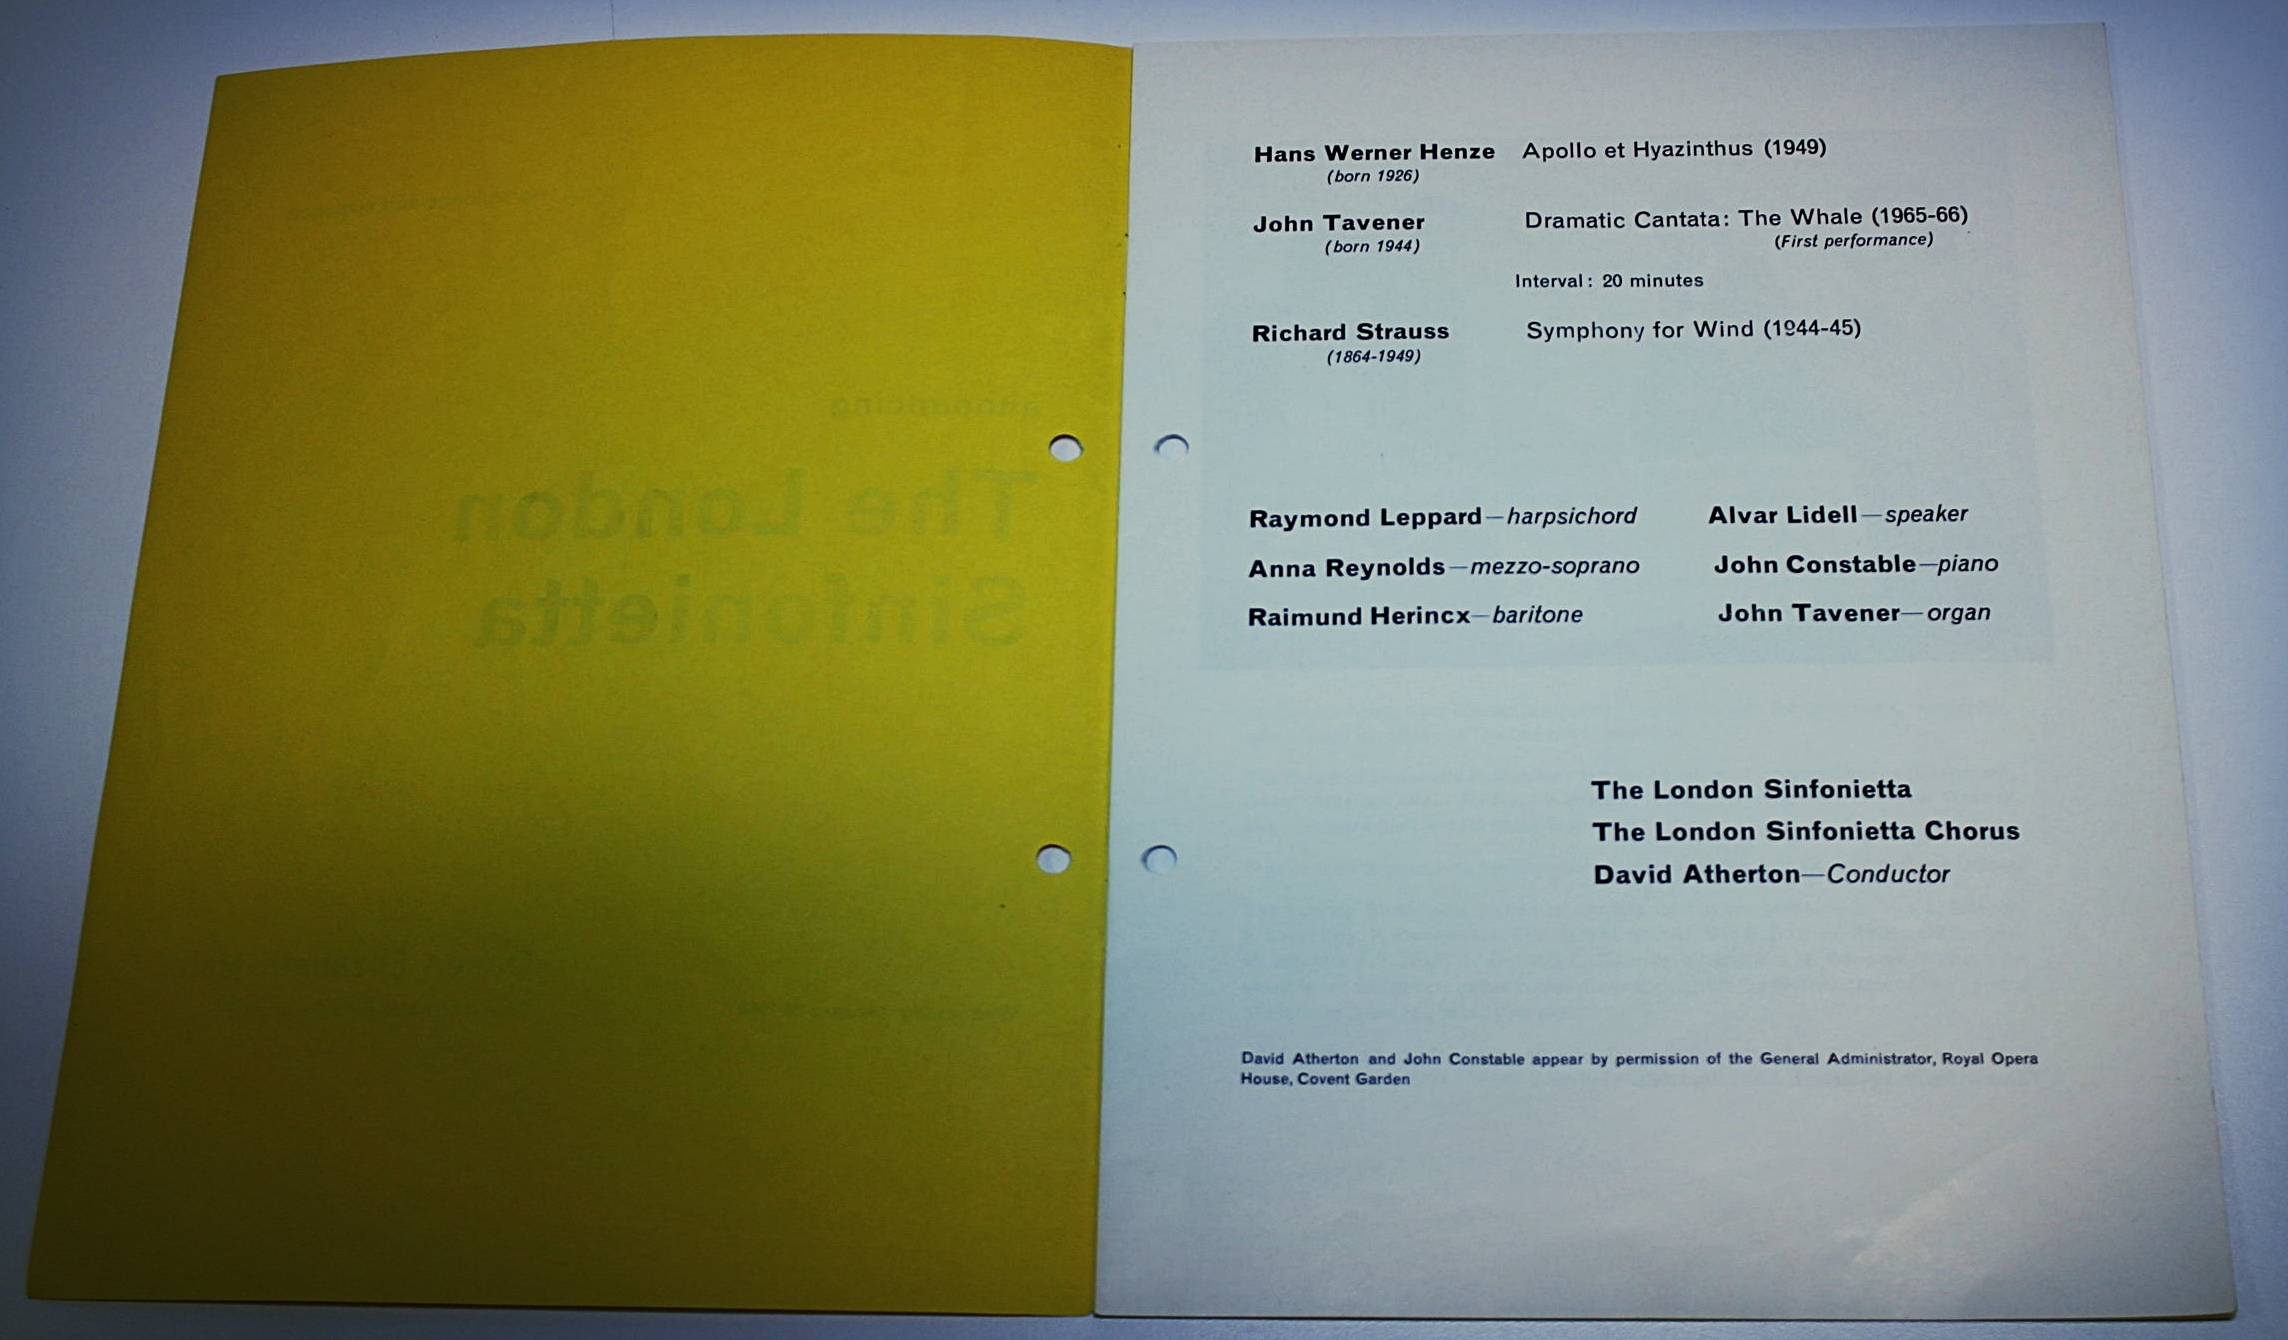 announcing
The London
Sinfonietta
Hans Werner Henze Apollo et Hyazinthus (1949)
(born 1926)
John Tavener Dramatic Cantata: The Whale (1965-66)
(born 1944) (First performance)
Interval: 20 minutes
Richard Strauss Symphony for Wind (1944-45)
(1864-1949)
Raymond Leppard—harpsichord Alvar Lidell—speaker
Anna Reynolds—mezzo-soprano John Constable—piano
Raimund Herincx—baritone John Tavener—organ
The London Sinfonietta
The London Sinfonietta Chorus
David Atherton—Conductor
David Atherton and John Constable appear by permission of the General Administrator, Royal Opera
House, Covent Garden